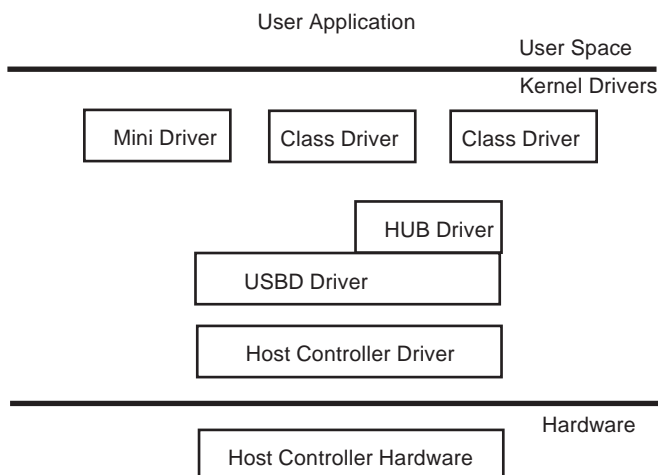 User Application
User Space
Kernel Drivers
Mini Driver
Class Driver
Class Driver
HUB Driver
USBD Driver
Host Controller Driver
Hardware
Host Controller Hardware